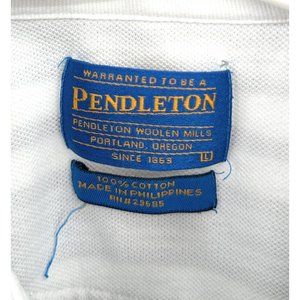 WARRANTED TO BE A
PENDLETON
PENDLETON WOOLEN MILLS
PORTLAND, OREGON
SINCE 1863
L
100% COTTON
MADE IN PHILIPPINES
RN#29685